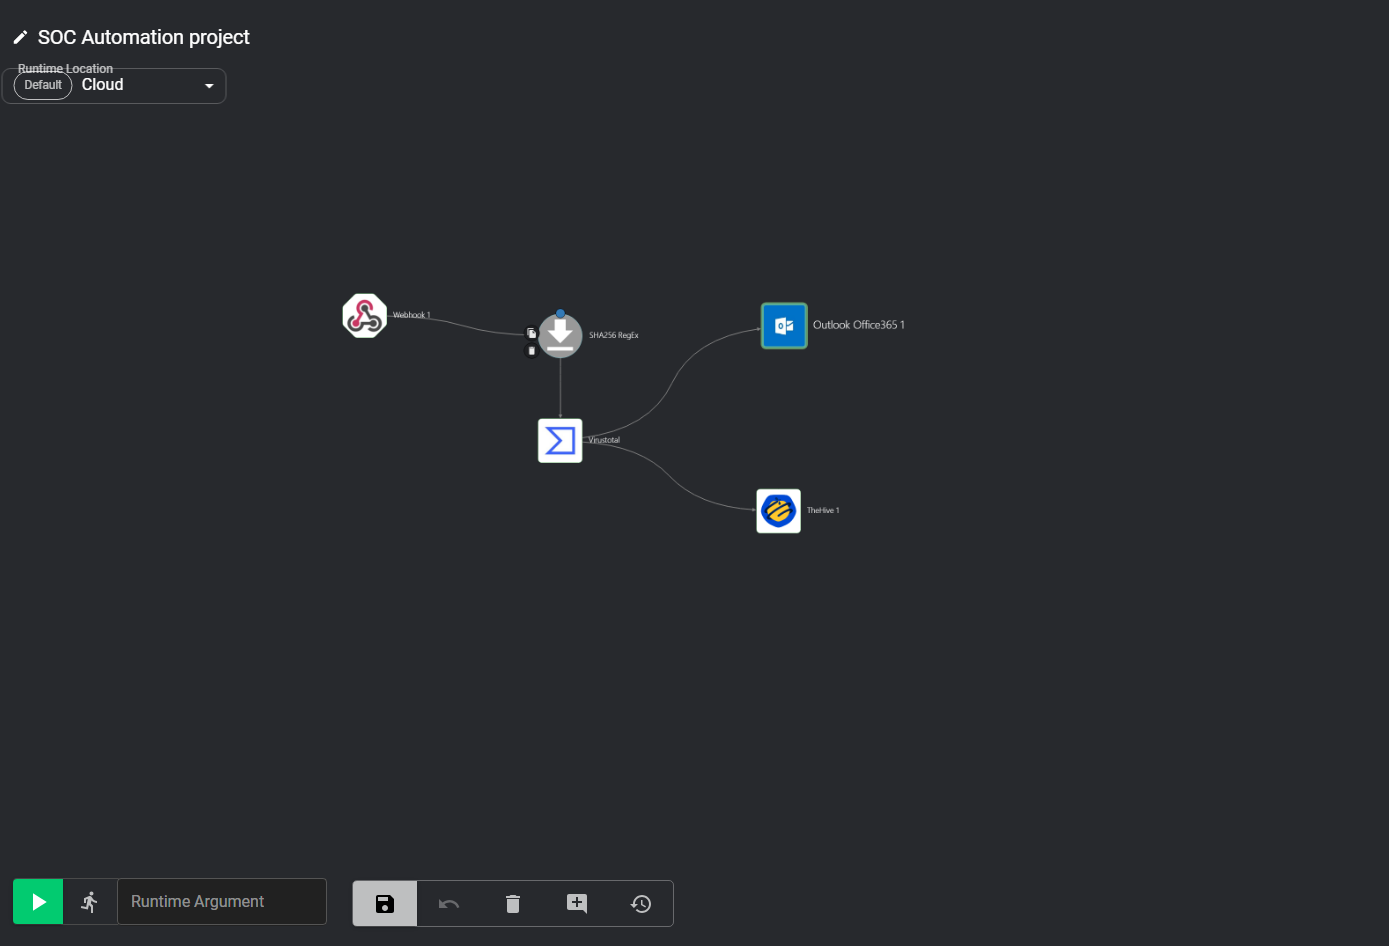 SOC Automation project
Runtime Location
Default Cloud
Webhook 1
SHA256 RegEx
Outlook Office365 1
Virustotal
TheHive 1
Runtime Argument